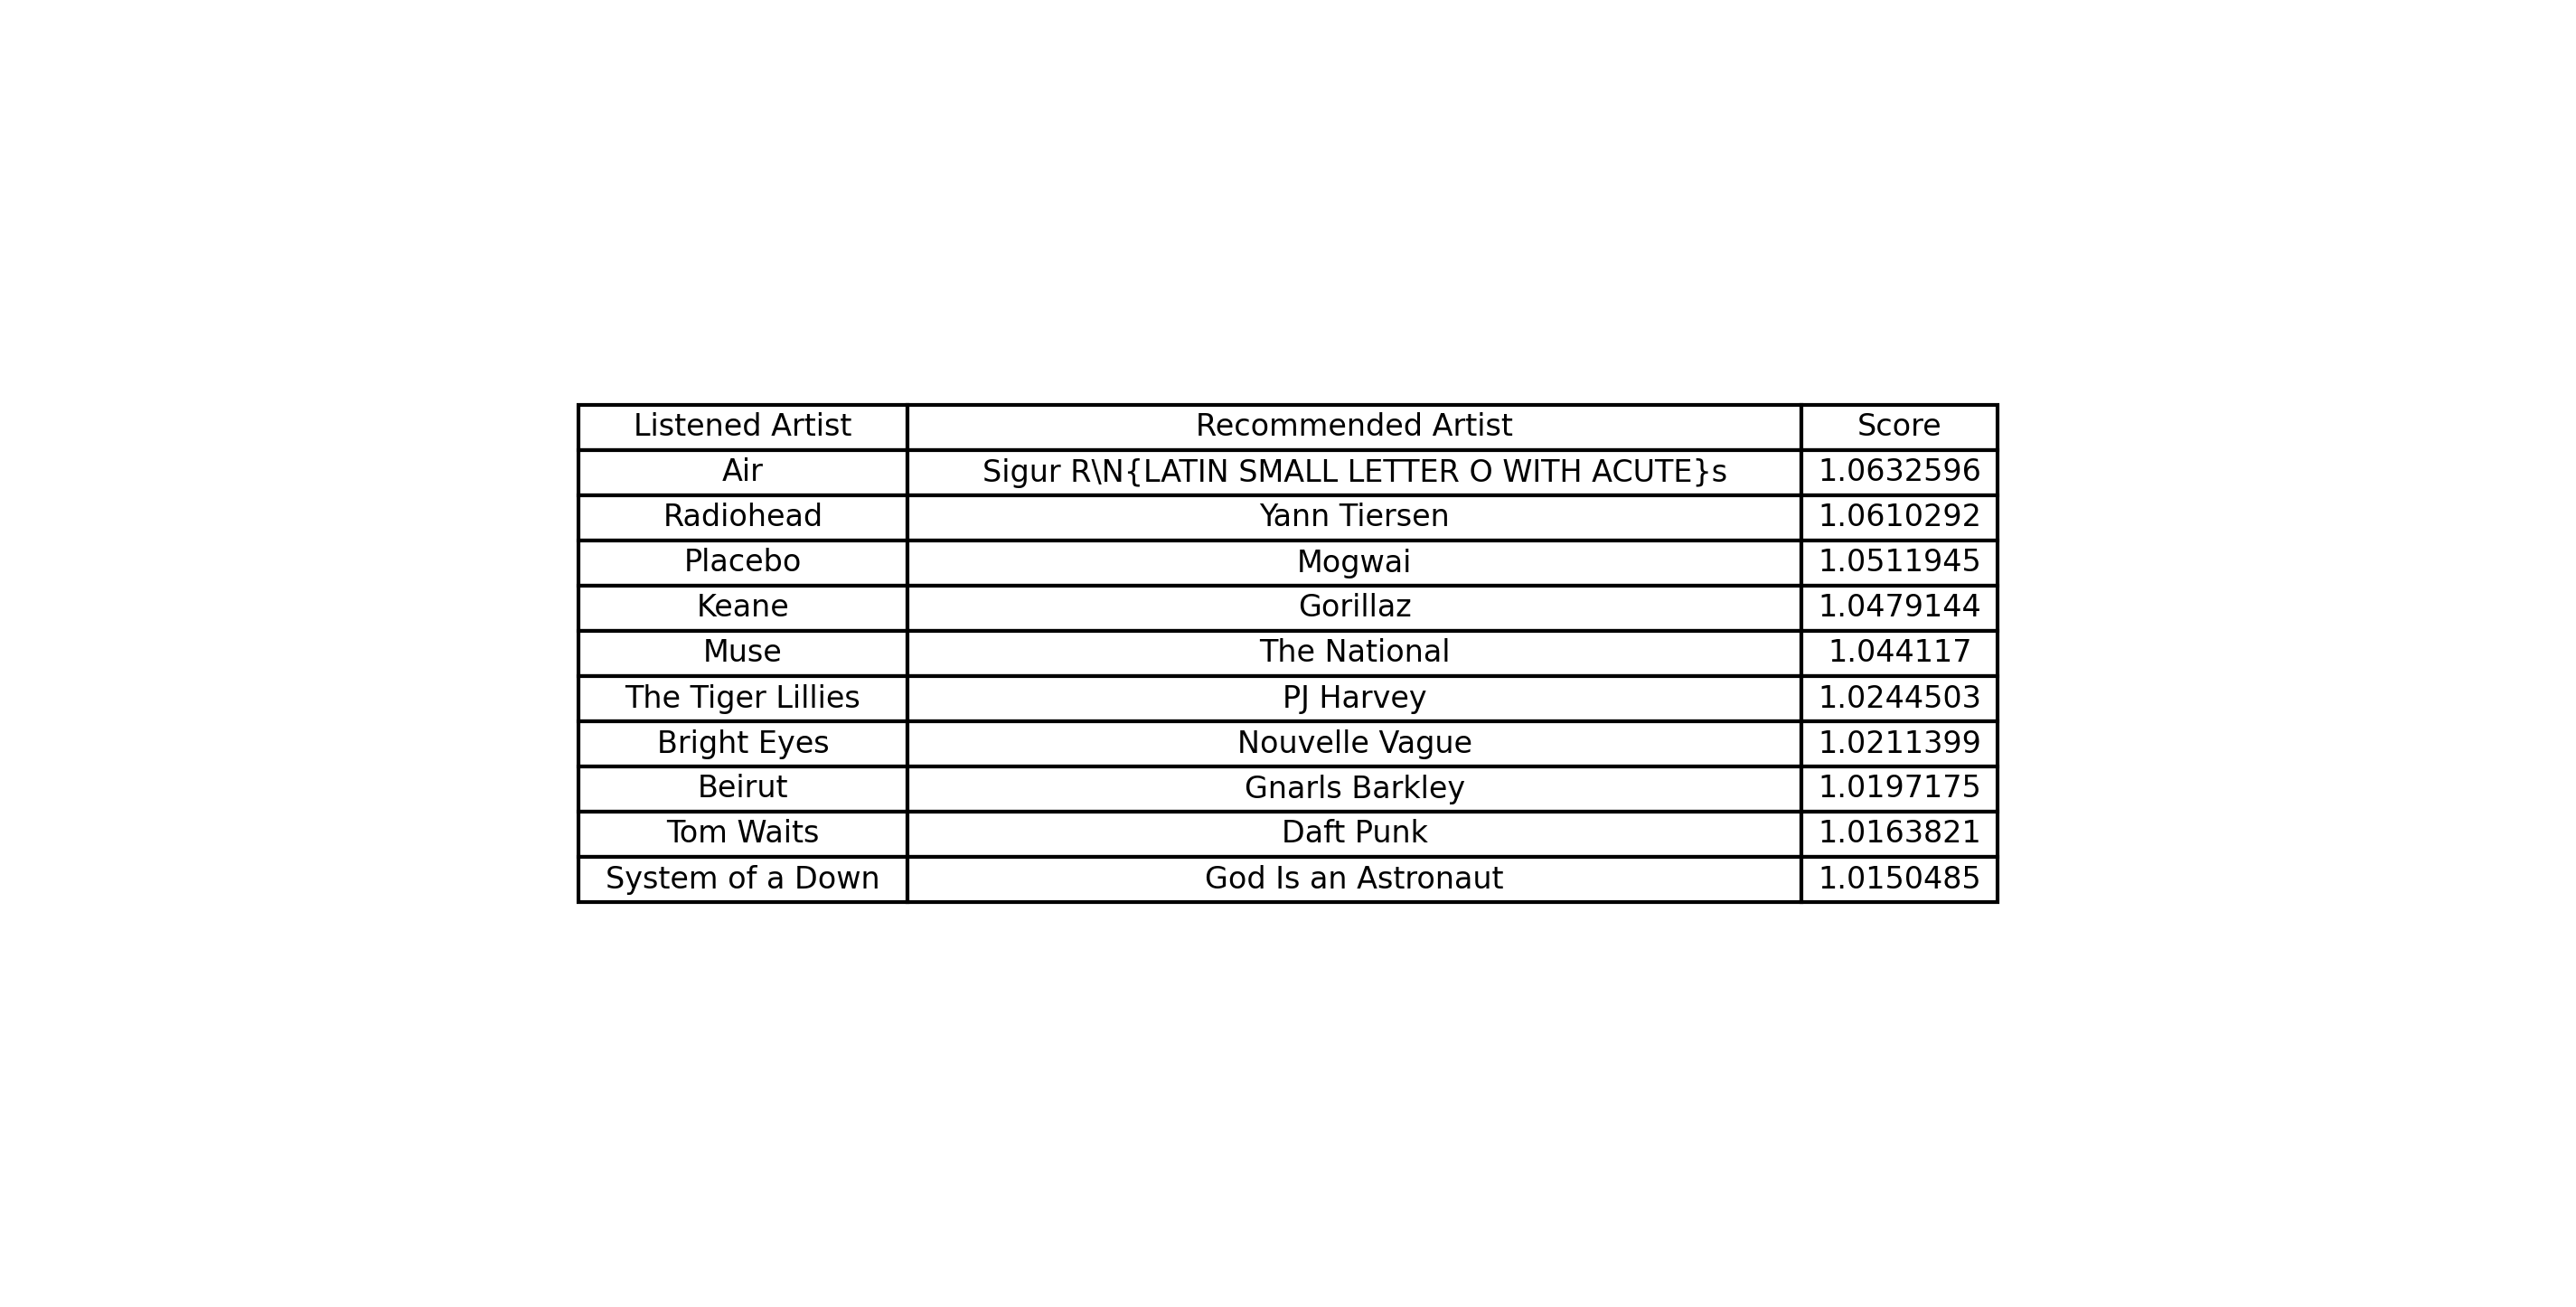 Listened Artist Recommended Artist Score
Air Sigur R\N{LATIN SMALL LETTER O WITH ACUTE}s 1.0632596
Radiohead Yann Tiersen 1.0610292
Placebo Mogwai 1.0511945
Keane Gorillaz 1.0479144
Muse The National 1.044117
The Tiger Lillies PJ Harvey 1.0244503
Bright Eyes Nouvelle Vague 1.0211399
Beirut Gnarls Barkley 1.0197175
Tom Waits Daft Punk 1.0163821
System of a Down God Is an Astronaut 1.0150485